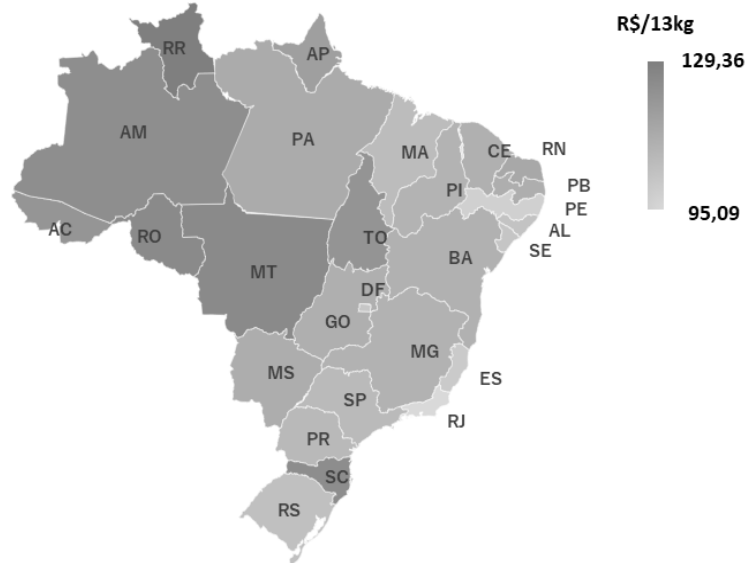 R$/13kg
129,36
95,09
RR
AP
AM
PA
MA
CE
RN
PI
PB
PE
AL
SE
AC
RO
TO
MT
BA
DF
GO
MG
MS
ES
SP
RJ
PR
SC
RS